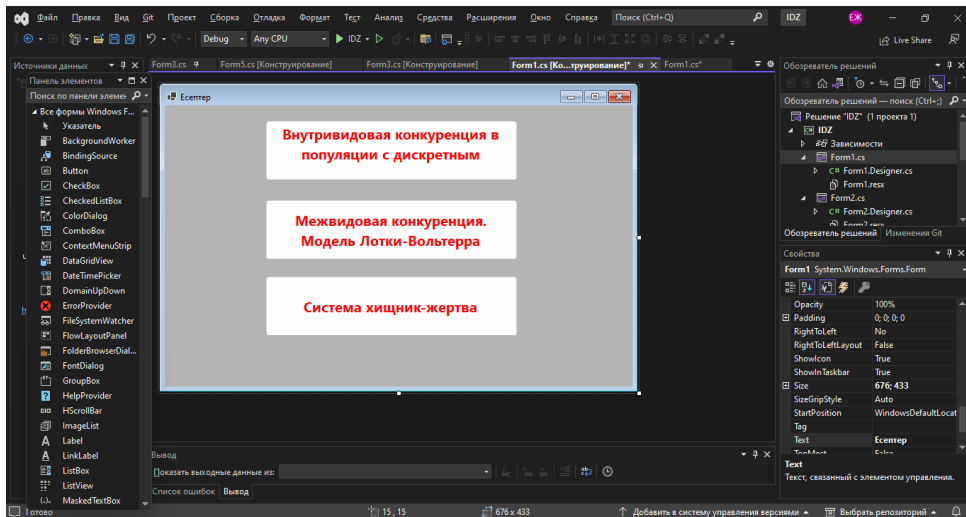 Файл Правка Вид Git Проект Сборка Отладка Формат Тест Анализ Средства Расширения Окно Справка Поиск (Ctrl+Q) IDZ ЕЖ
Debug Any CPU IDZ Live Share
Источники данных
Form3.cs Form5.cs [Конструирование] Form3.cs [Конструирование] Form1.cs [Ко...труирование]* Form1.cs*
Панель элементов
Поиск по панели элемен
Все формы Windows F...
Указатель
BackgroundWorker
BindingSource
Button
CheckBox
CheckedListBox
ColorDialog
ComboBox
ContextMenuStrip
DataGridView
DateTimePicker
DomainUpDown
ErrorProvider
FileSystemWatcher
FlowLayoutPanel
FolderBrowserDial...
FontDialog
GroupBox
HelpProvider
HScrollBar
ImageList
Label
LinkLabel
ListBox
ListView
MaskedTextBox
Есептер
Внутривидовая конкуренция в
популяции с дискретным
Межвидовая конкуренция.
Модель Лотки-Вольтерра
Система хищник-жертва
Вывод
Показать выходные данные из:
Список ошибок Вывод
Обозреватель решений
Обозреватель решений — поиск (Ctrl+;)
Решение "IDZ" (1 проекта 1)
IDZ
Зависимости
Form1.cs
C# Form1.Designer.cs
Form1.resx
Form2.cs
C# Form2.Designer.cs
Form2.resx
Обозреватель решений Изменения Git
Свойства
Form1 System.Windows.Forms.Form
Opacity 100%
Padding 0; 0; 0; 0
RightToLeft No
RightToLeftLayout False
ShowIcon True
ShowInTaskbar True
Size 676; 433
SizeGripStyle Auto
StartPosition WindowsDefaultLocat
Tag
Text Есептер
TopMost False
Text
Текст, связанный с элементом управления.
Готово 15 , 15 676 x 433 Добавить в систему управления версиями Выбрать репозиторий